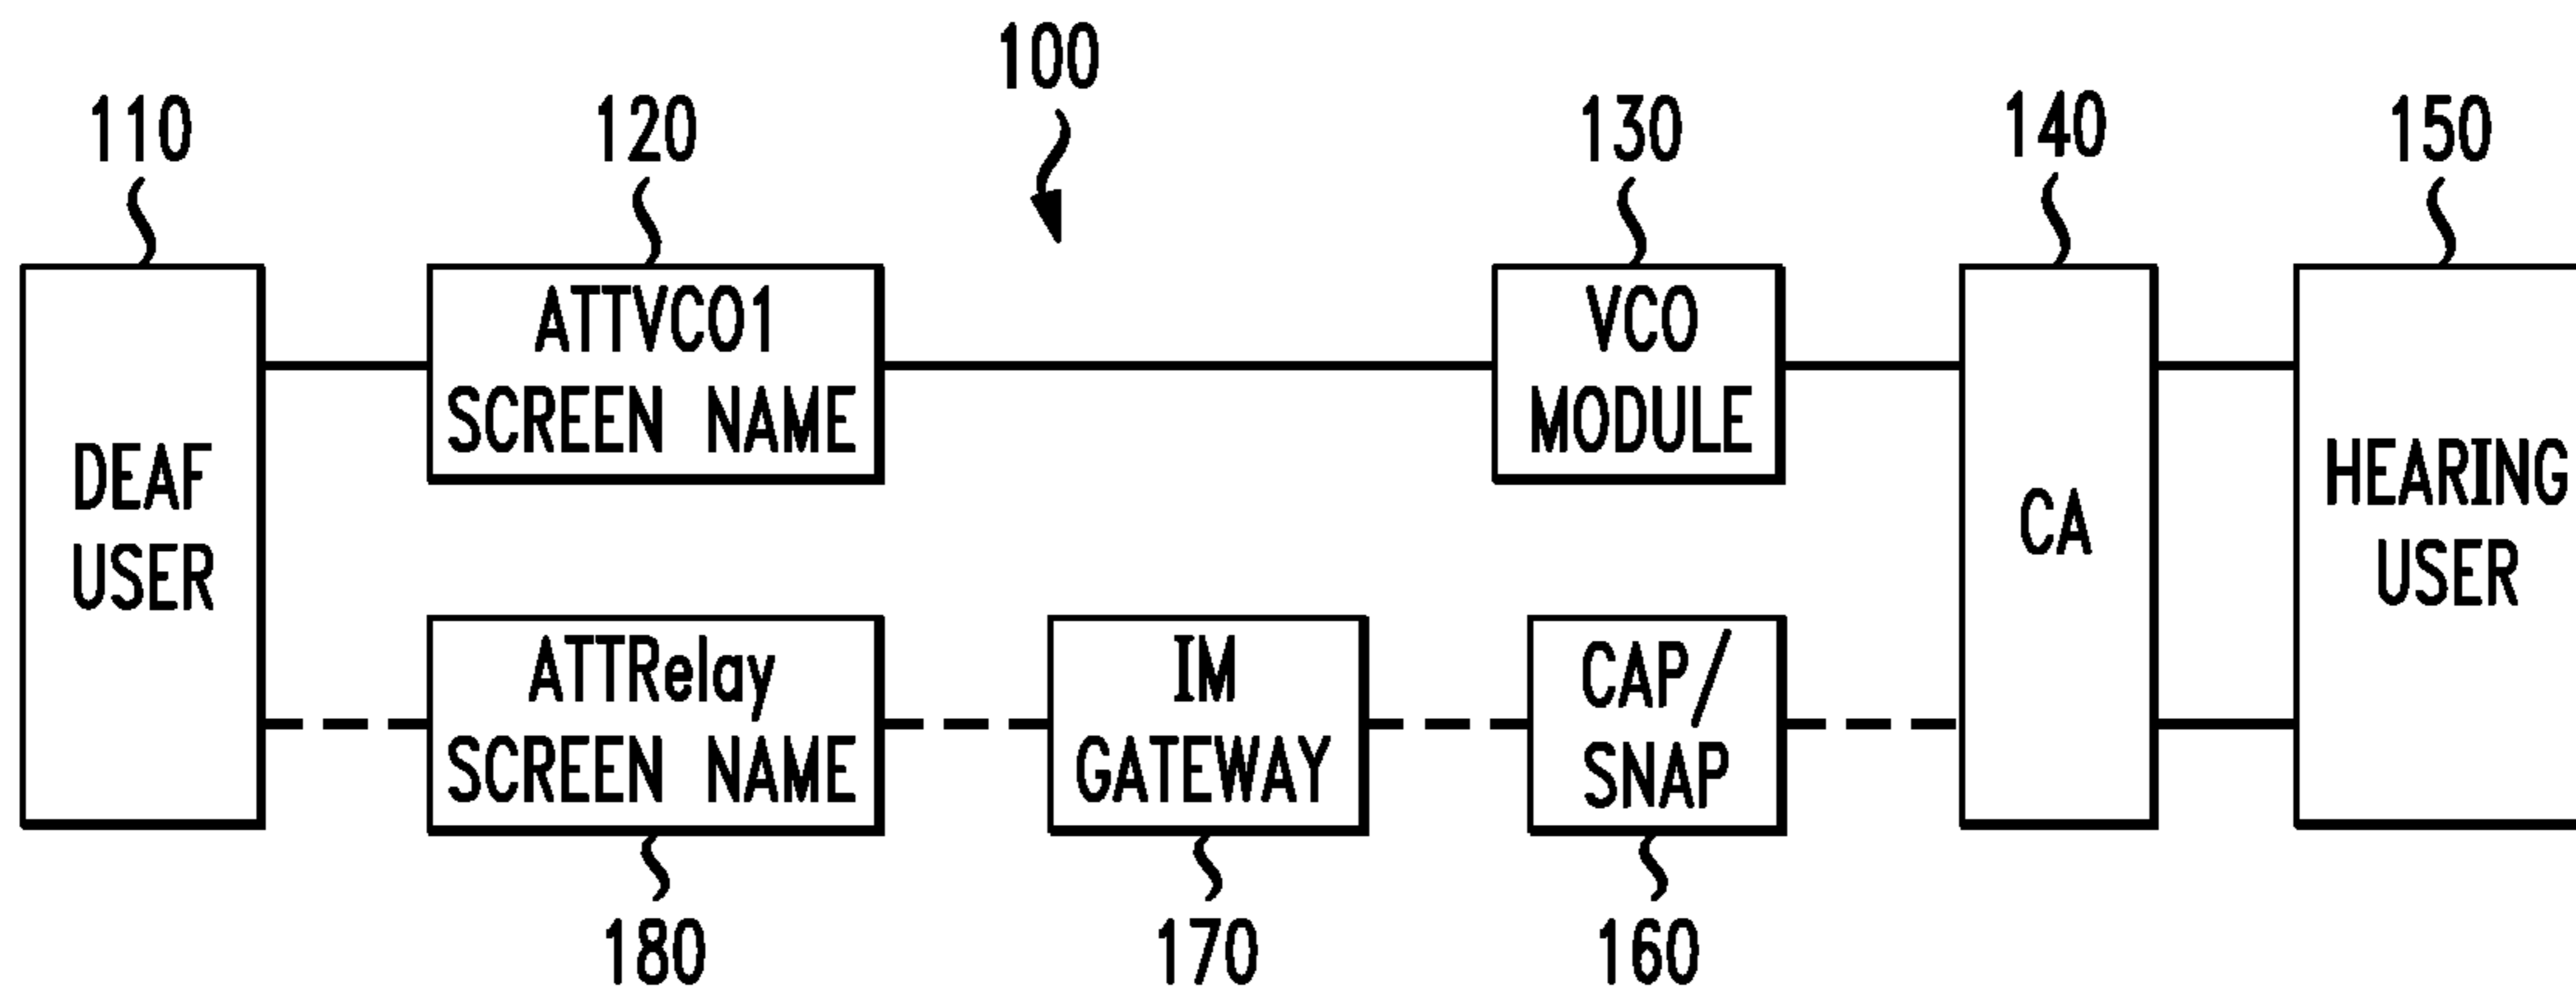 100
110
120
130
140
150
DEAF
USER
ATTVCO1
SCREEN NAME
VCO
MODULE
CA
HEARING
USER
ATTRelay
SCREEN NAME
IM
GATEWAY
CAP/
SNAP
180
170
160